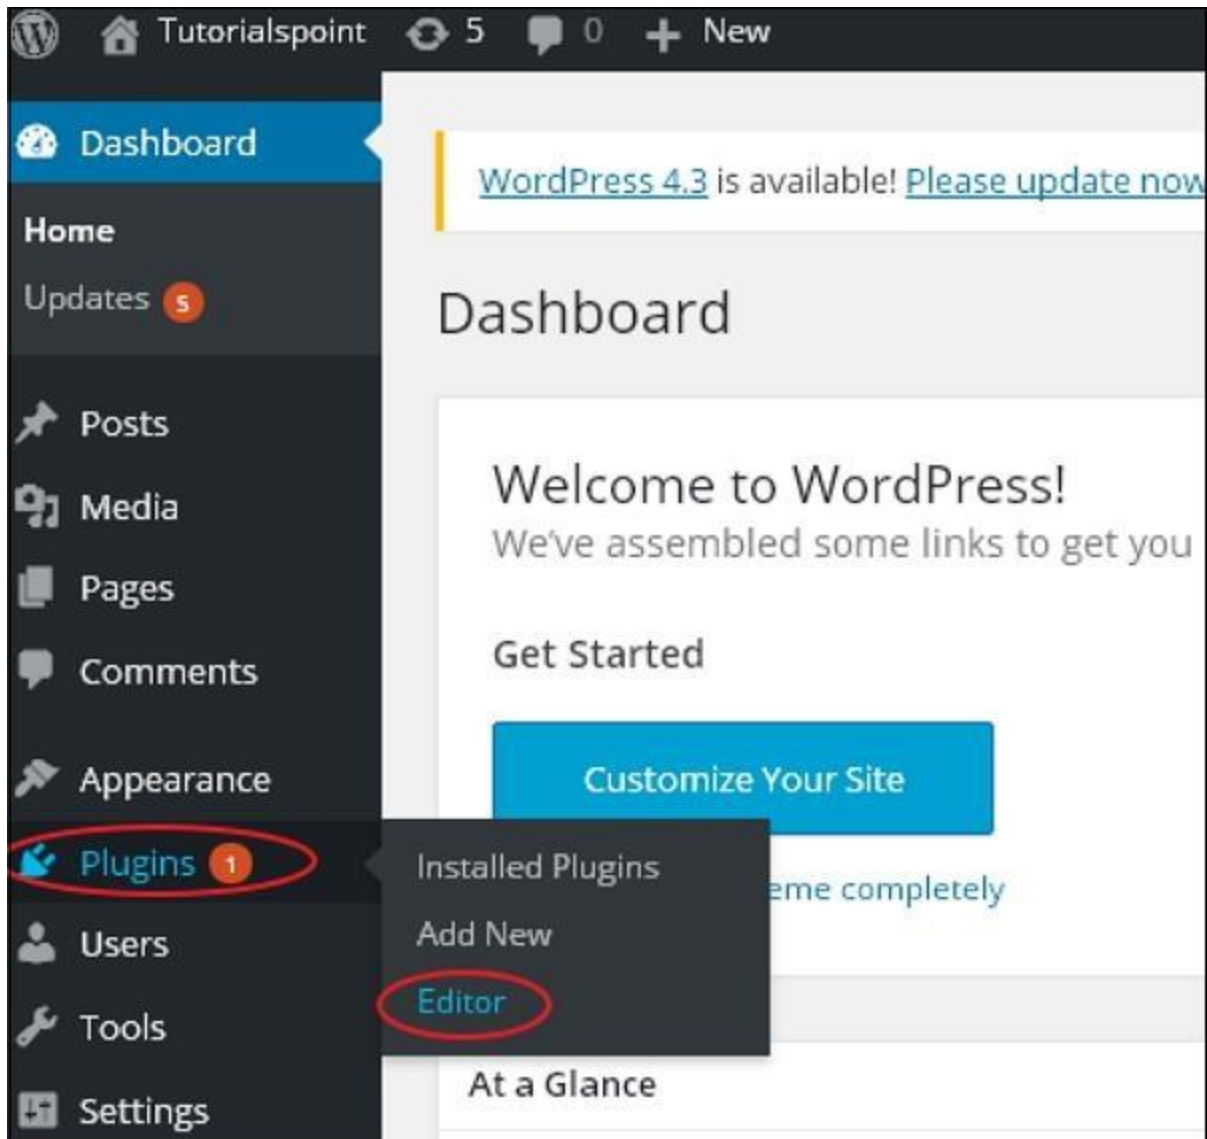 Tutorialspoint 5 0 New
Dashboard
Home
Updates 5
Posts
Media
Pages
Comments
Appearance
Plugins 1
Users
Tools
Settings
Installed Plugins
Add New
Editor
WordPress 4.3 is available! Please update now
Dashboard
Welcome to WordPress!
We've assembled some links to get you
Get Started
Customize Your Site
completely
At a Glance